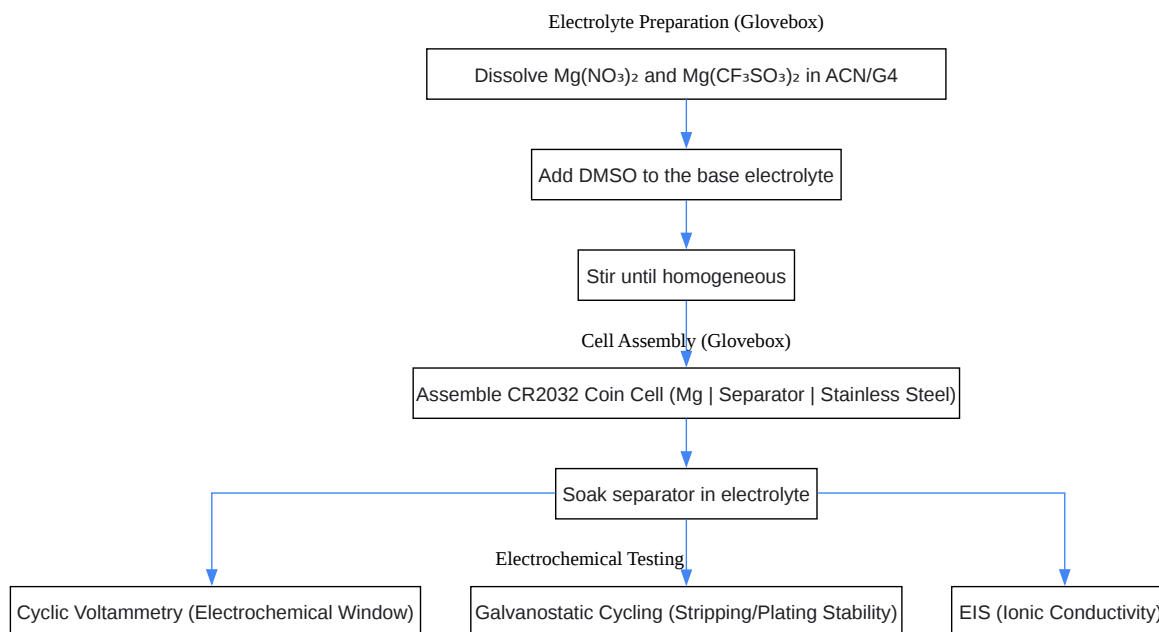 Electrolyte Preparation (Glovebox)
Dissolve Mg(NO₃)₂ and Mg(CF₃SO₃)₂ in ACN/G4
Add DMSO to the base electrolyte
Stir until homogeneous
Cell Assembly (Glovebox)
Assemble CR2032 Coin Cell (Mg | Separator | Stainless Steel)
Soak separator in electrolyte
Electrochemical Testing
Cyclic Voltammetry (Electrochemical Window)
Galvanostatic Cycling (Stripping/Plating Stability)
EIS (Ionic Conductivity)